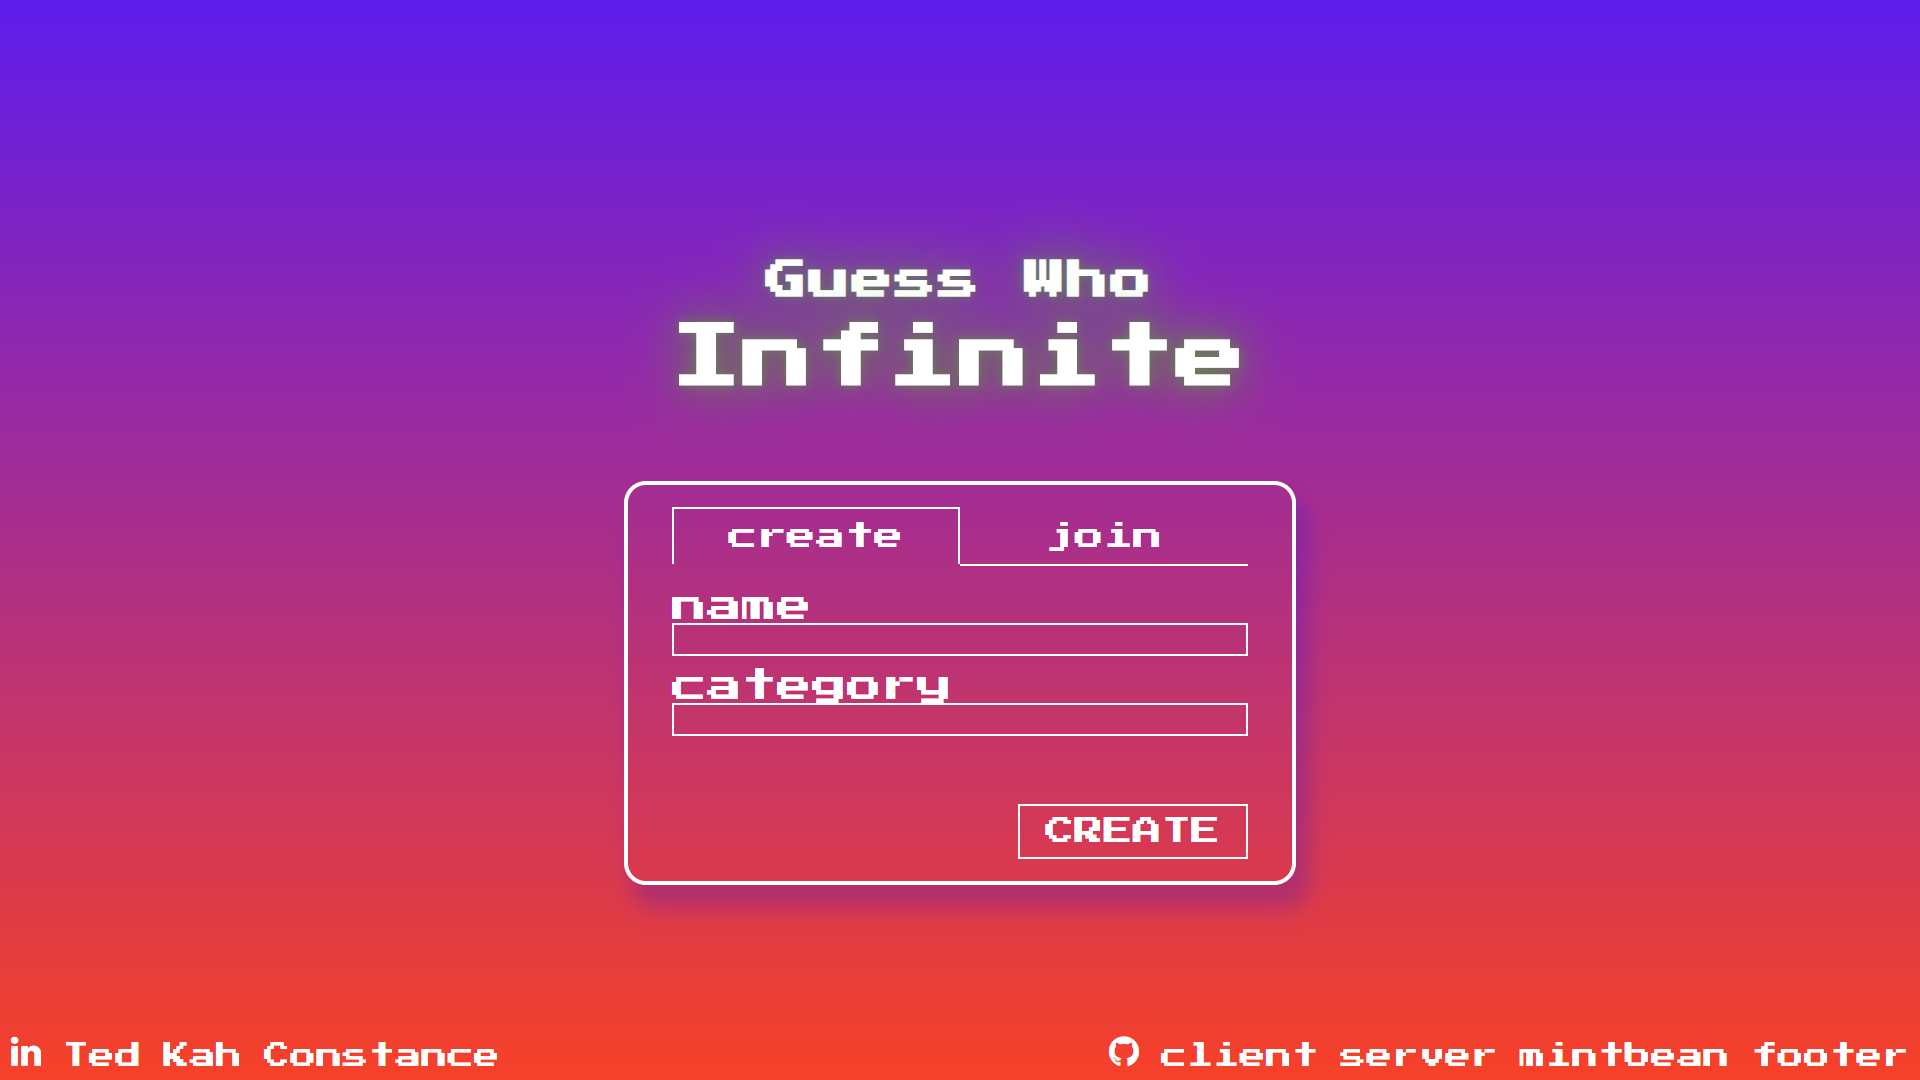 Guess Who
Infinite
create join
name
category
CREATE
in Ted Kah Constance client server mintbean footer